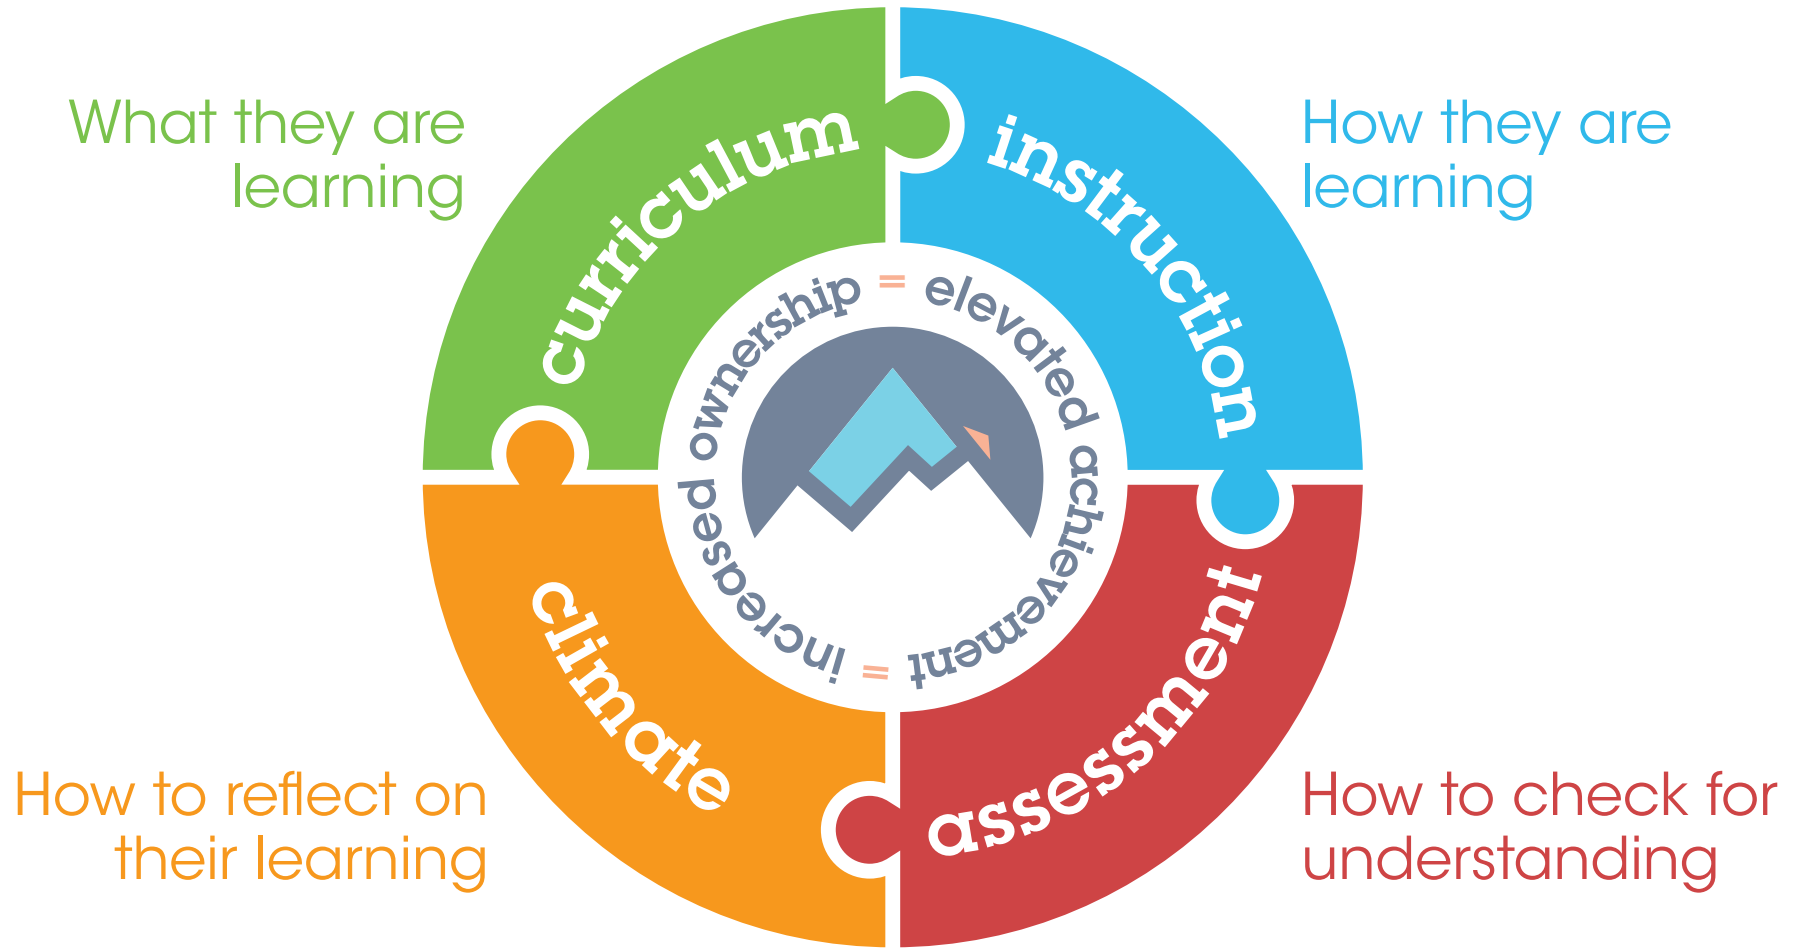 What they are
learning
curriculum
instruction
How they are
learning
increased ownership = elevated achievement =
climate
assessment
How to reflect on
their learning
How to check for
understanding